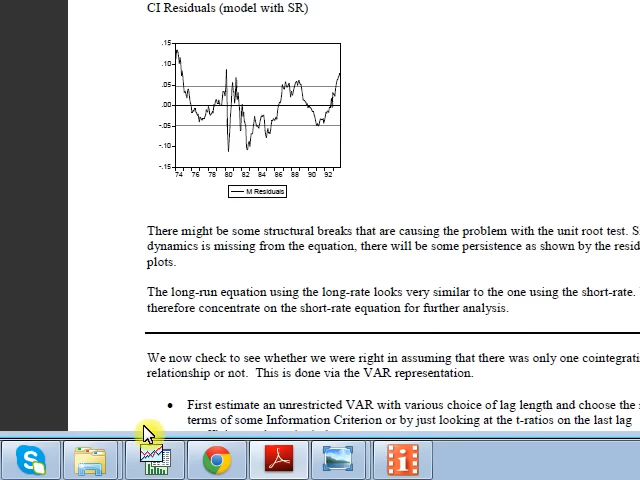 CI Residuals (model with SR)
.15
.10
.05
.00
-.05
-.10
-.15
74 76 78 80 82 84 86 88 90 92
M Residuals
There might be some structural breaks that are causing the problem with the unit root test. S
dynamics is missing from the equation, there will be some persistence as shown by the resid
plots.
The long-run equation using the long-rate looks very similar to the one using the short-rate.
therefore concentrate on the short-rate equation for further analysis.
We now check to see whether we were right in assuming that there was only one cointegrati
relationship or not. This is done via the VAR representation.
• First estimate an unrestricted VAR with various choice of lag length and choose the s
terms of some Information Criterion or by just looking at the t-ratios on the last lag